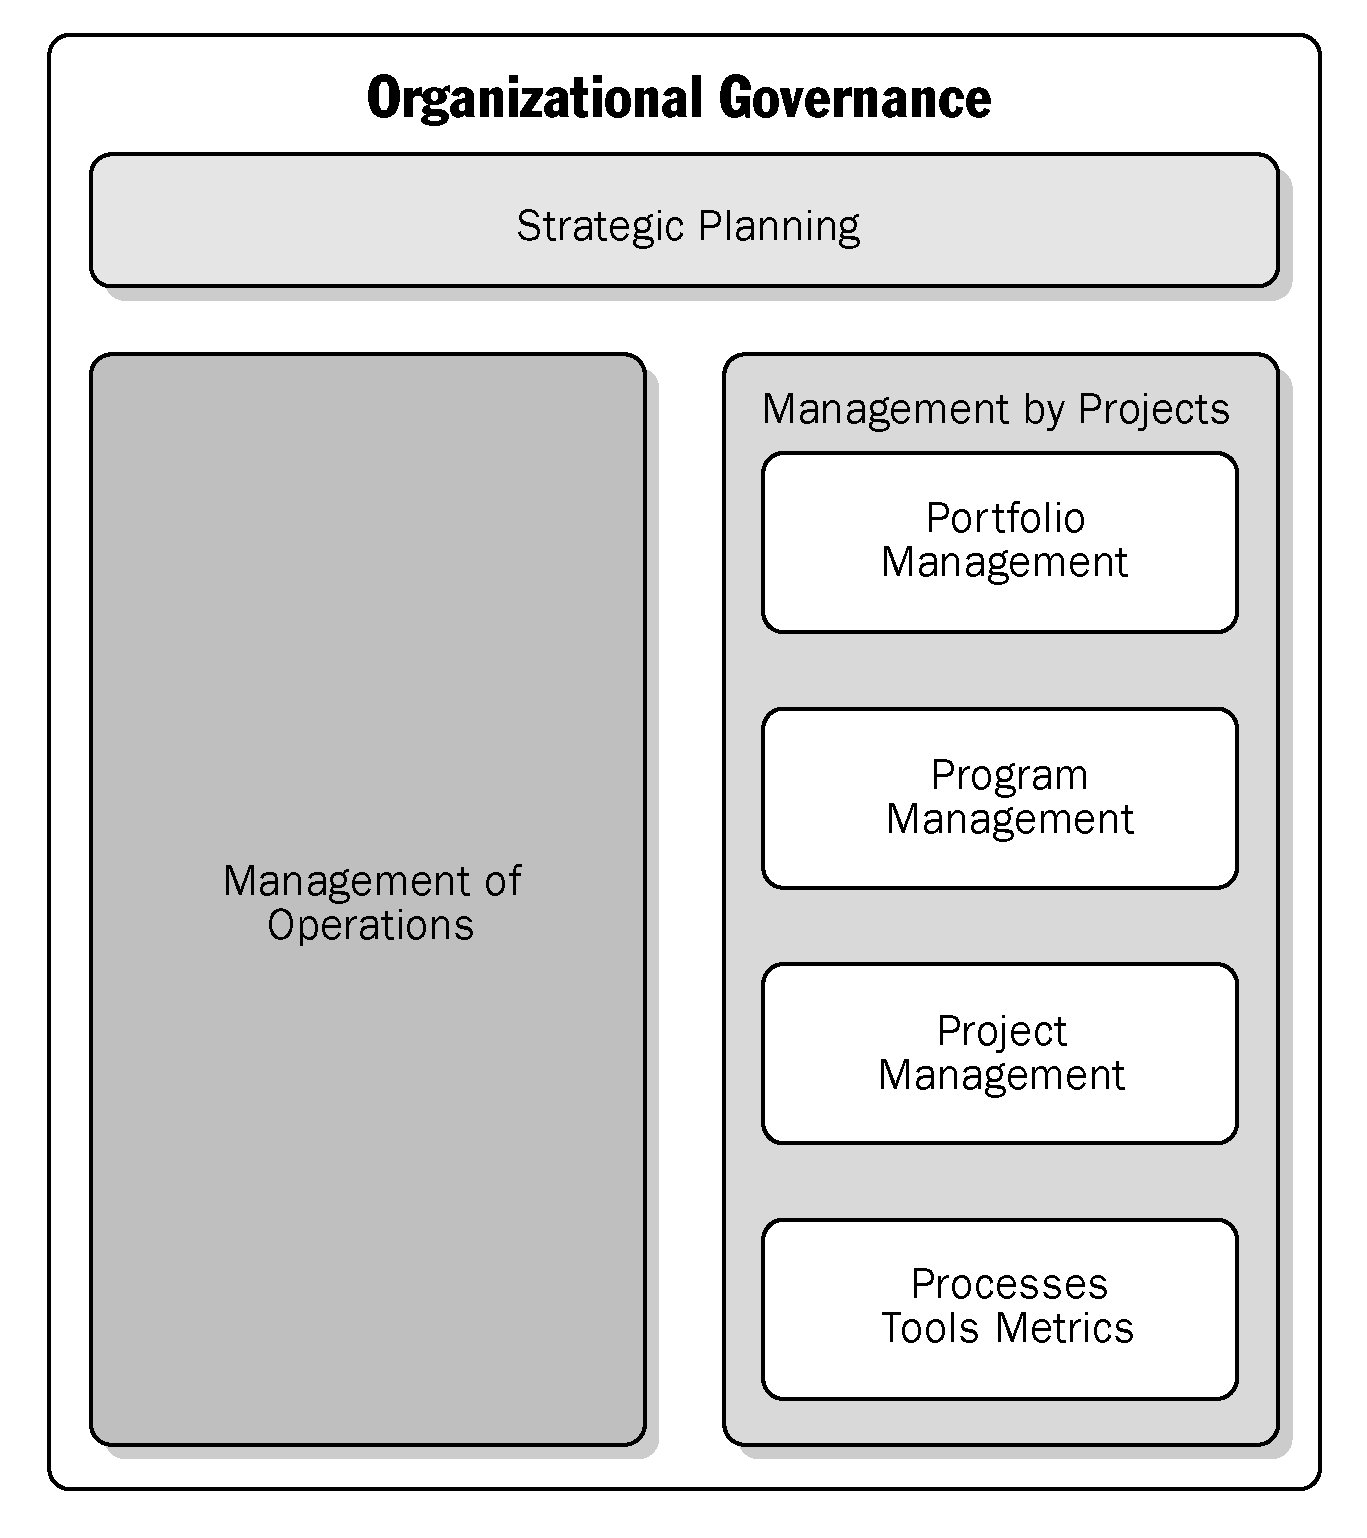 Organizational Governance
Strategic Planning
Management of
Operations
Management by Projects
Portfolio
Management
Program
Management
Project
Management
Processes
Tools Metrics